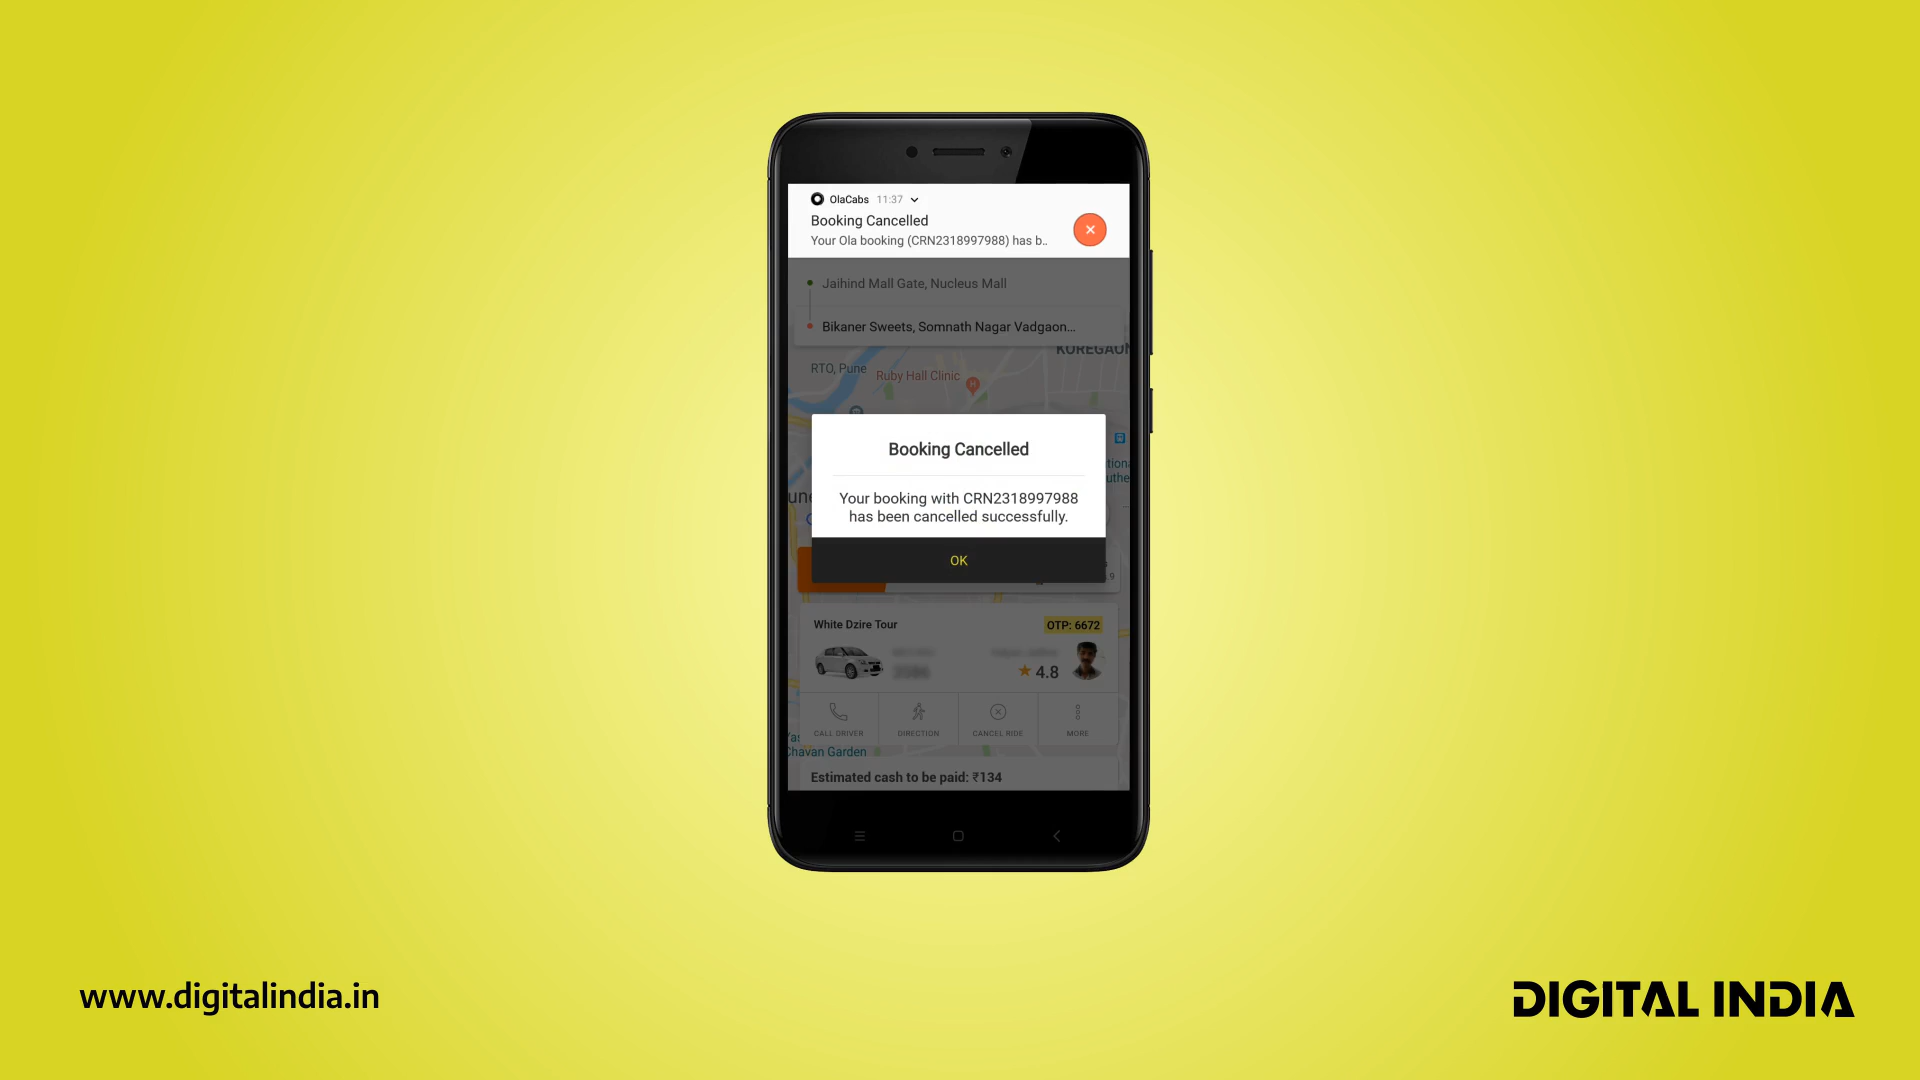 OlaCabs 11:37
Booking Cancelled
Your Ola booking (CRN2318997988) has b..
Jaihind Mall Gate, Nucleus Mall
Bikaner Sweets, Somnath Nagar Vadgaon...
KOREGAUN
RTO, Pune
Ruby Hall Clinic
H
Booking Cancelled
Your booking with CRN2318997988
has been cancelled successfully.
OK
White Dzire Tour
OTP: 6672
4.8
CALL DRIVER
DIRECTION
CANCEL RIDE
MORE
Chavan Garden
Estimated cash to be paid: ₹134
www.digitalindia.in
DIGITAL INDIA